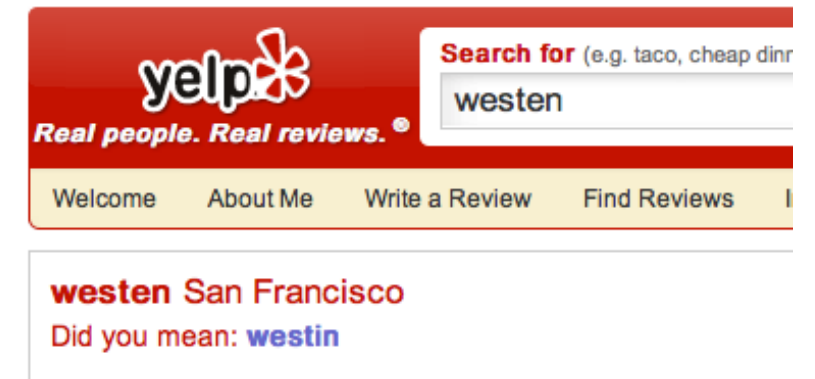 yelp
Real people. Real reviews. ®
Search for (e.g. taco, cheap
westen
Welcome About Me Write a Review Find Reviews
westen San Francisco
Did you mean: westin